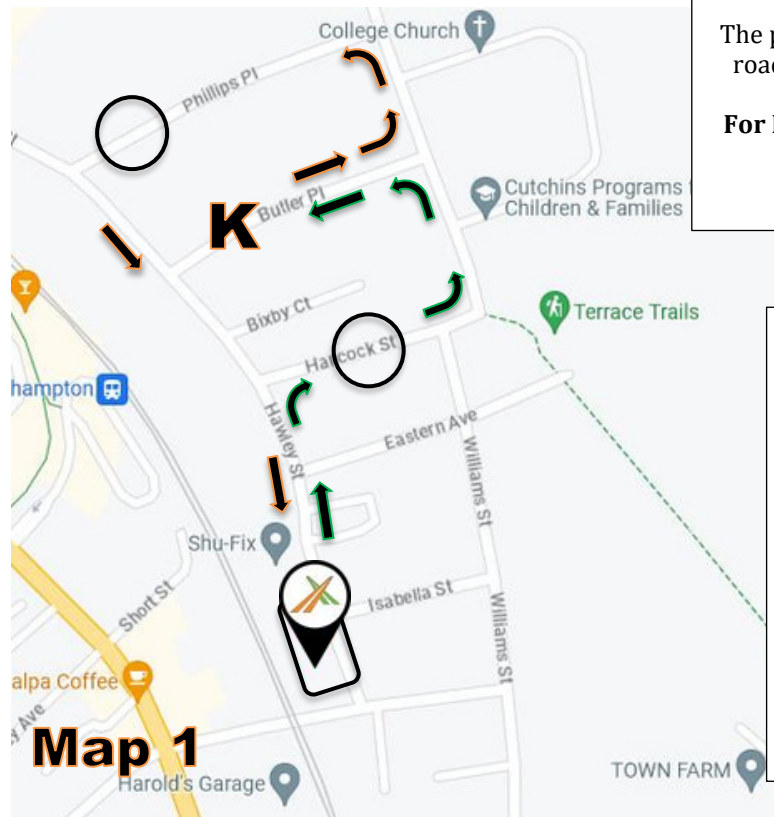 College Church
The p
road
For
Phillips Pl
K
Butler Pl
Cutchins Programs
Children & Families
Bixby Ct
Terrace Trails
Hancock St
hampton
Hawley St
Eastern Ave
Williams St
Shu-Fix
Isabella St
Short St
Williams St
alpa Coffee
Ave
Map 1
Harold's Garage
TOWN FARM